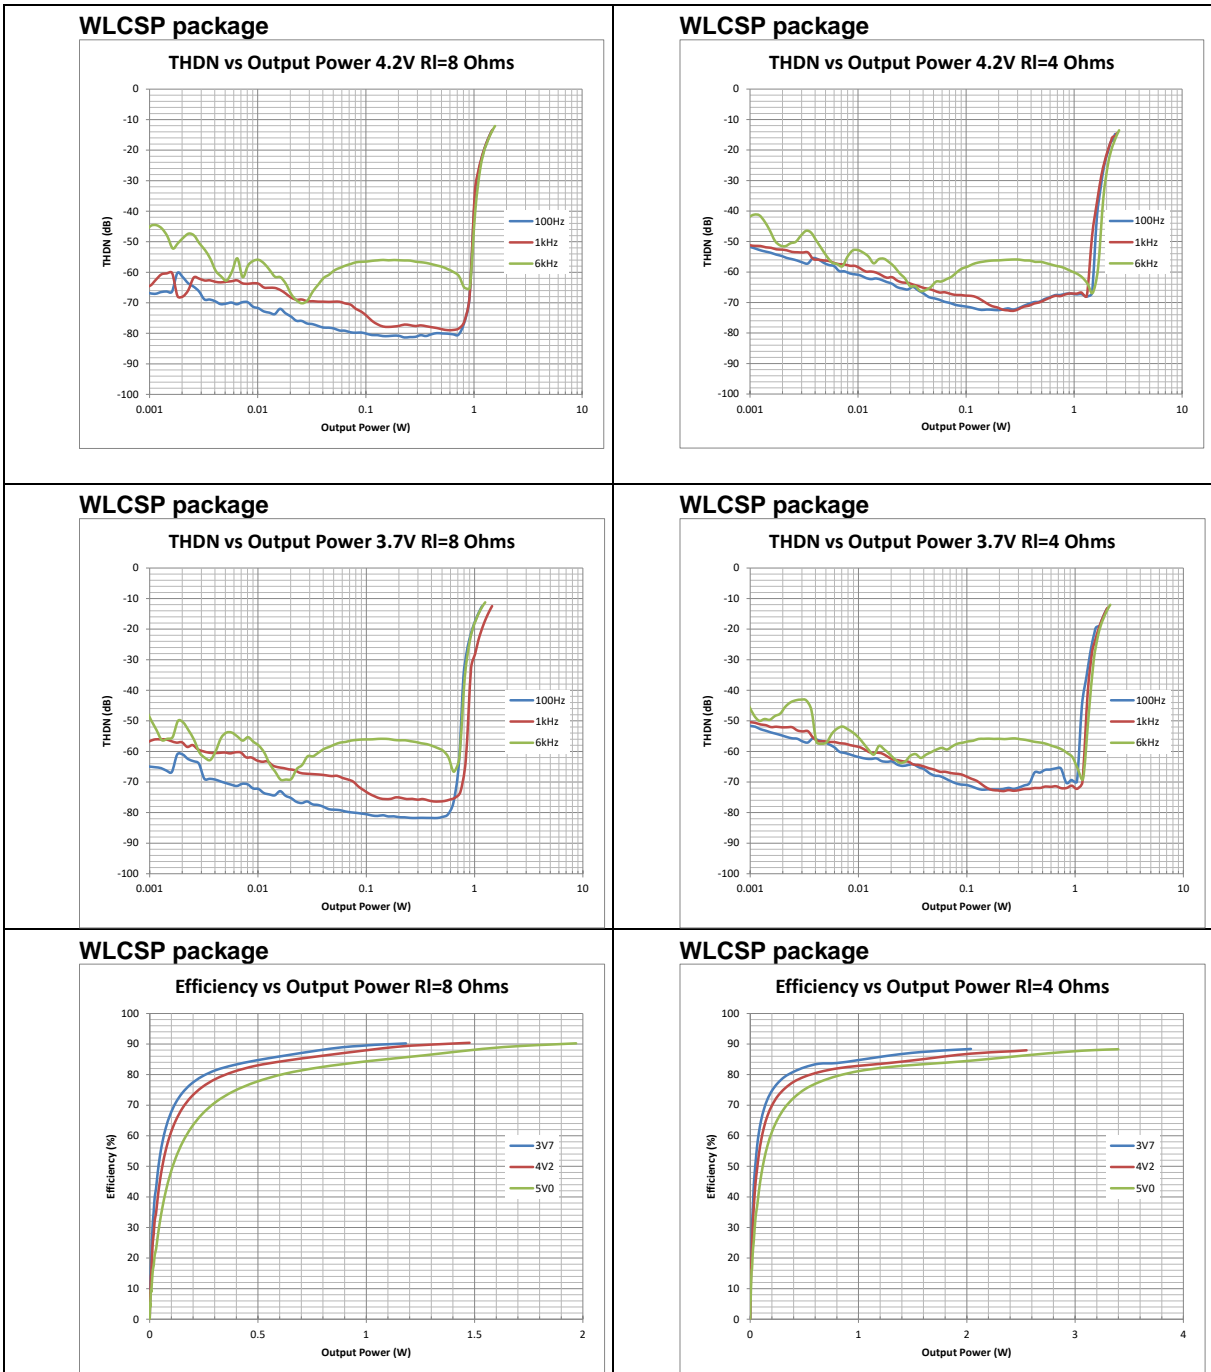 WLCSP package
THDN vs Output Power 4.2V Rl=8 Ohms
0
-10
-20
-30
-40
-50
-60
-70
-80
-90
-100
THDN (dB)
100Hz
1kHz
6kHz
0.001 0.01 0.1 1 10
Output Power (W)
WLCSP package
THDN vs Output Power 4.2V Rl=4 Ohms
0
-10
-20
-30
-40
-50
-60
-70
-80
-90
-100
THDN (dB)
100Hz
1kHz
6kHz
0.001 0.01 0.1 1 10
Output Power (W)
WLCSP package
THDN vs Output Power 3.7V Rl=8 Ohms
0
-10
-20
-30
-40
-50
-60
-70
-80
-90
-100
THDN (dB)
100Hz
1kHz
6kHz
0.001 0.01 0.1 1 10
Output Power (W)
WLCSP package
THDN vs Output Power 3.7V Rl=4 Ohms
0
-10
-20
-30
-40
-50
-60
-70
-80
-90
-100
THDN (dB)
100Hz
1kHz
6kHz
0.001 0.01 0.1 1 10
Output Power (W)
WLCSP package
Efficiency vs Output Power Rl=8 Ohms
100
90
80
70
60
50
40
30
20
10
0
Efficiency (%)
3V7
4V2
5V0
0 0.5 1 1.5 2
Output Power (W)
WLCSP package
Efficiency vs Output Power Rl=4 Ohms
100
90
80
70
60
50
40
30
20
10
0
Efficiency (%)
3V7
4V2
5V0
0 1 2 3 4
Output Power (W)